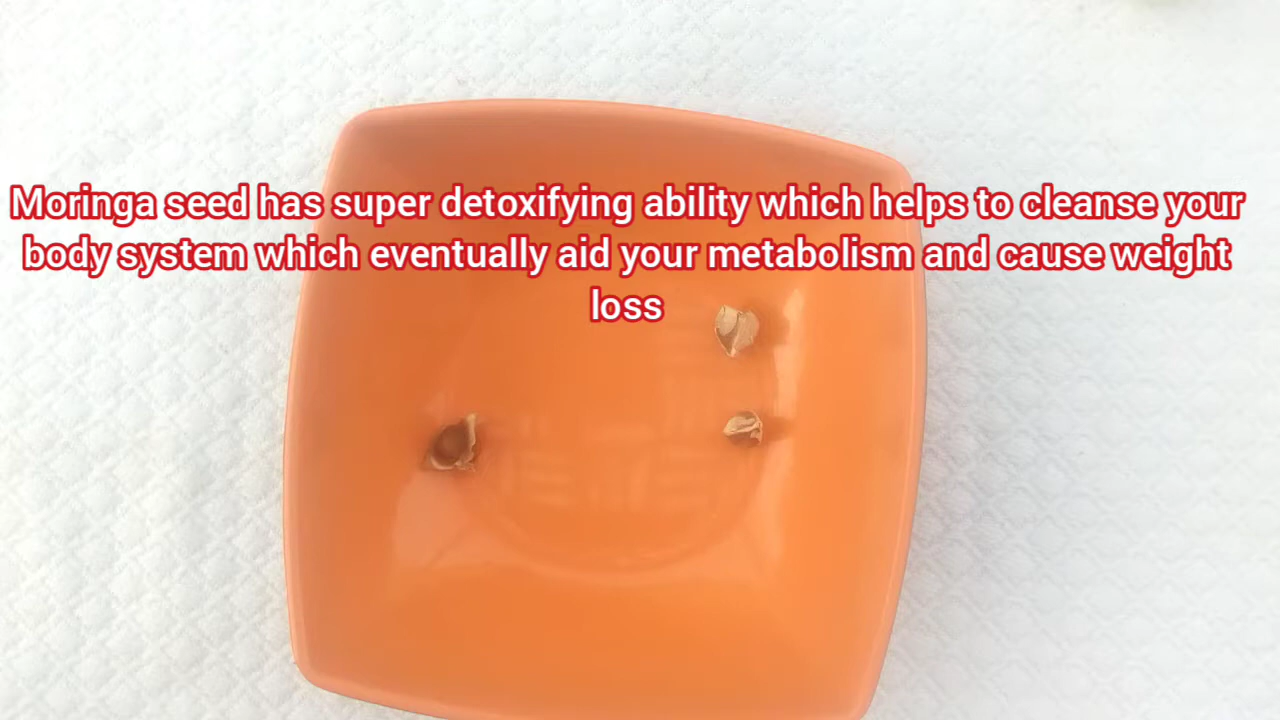 Moringa seed has super detoxifying ability which helps to cleanse your
body system which eventually aid your metabolism and cause weight
loss